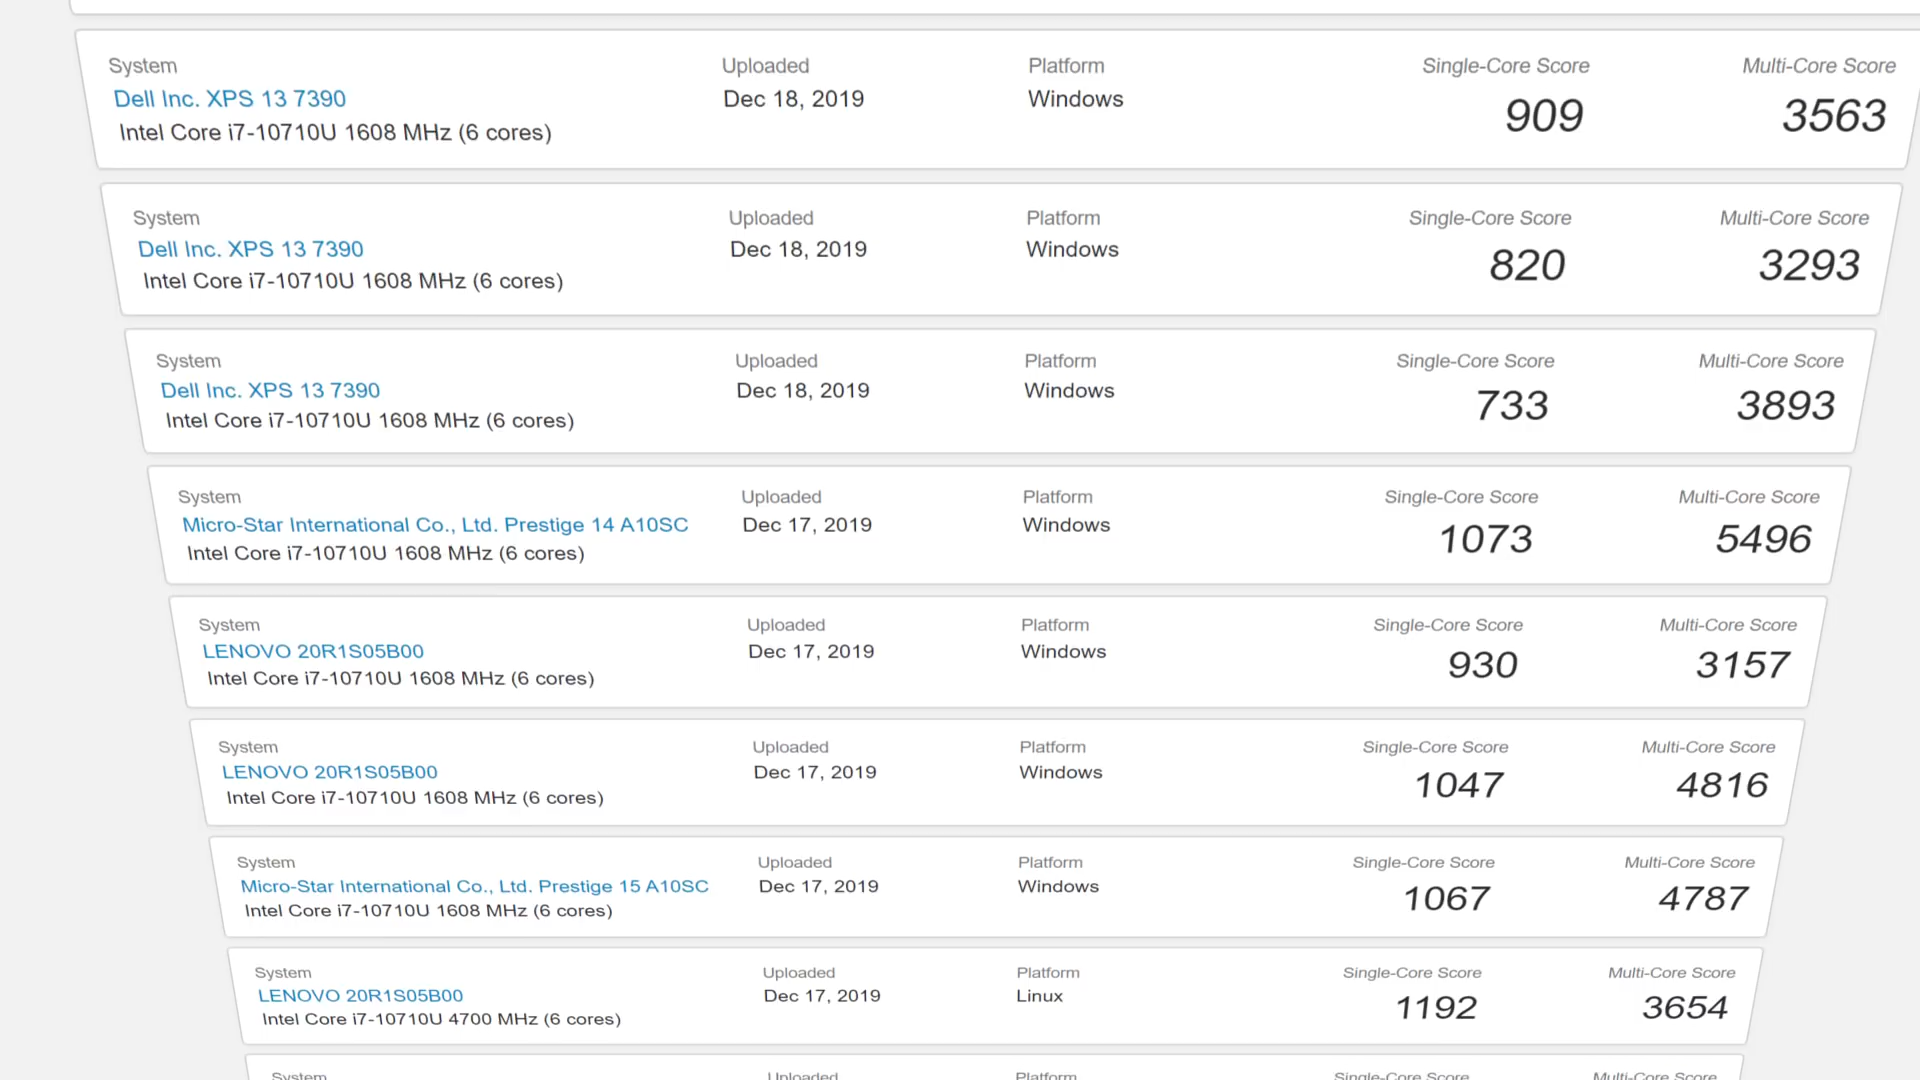 System Uploaded Platform Single-Core Score Multi-Core Score
Dell Inc. XPS 13 7390 Dec 18, 2019 Windows 909 3563
Intel Core i7-10710U 1608 MHz (6 cores)
System Uploaded Platform Single-Core Score Multi-Core Score
Dell Inc. XPS 13 7390 Dec 18, 2019 Windows 820 3293
Intel Core i7-10710U 1608 MHz (6 cores)
System Uploaded Platform Single-Core Score Multi-Core Score
Dell Inc. XPS 13 7390 Dec 18, 2019 Windows 733 3893
Intel Core i7-10710U 1608 MHz (6 cores)
System Uploaded Platform Single-Core Score Multi-Core Score
Micro-Star International Co., Ltd. Prestige 14 A10SC Dec 17, 2019 Windows 1073 5496
Intel Core i7-10710U 1608 MHz (6 cores)
System Uploaded Platform Single-Core Score Multi-Core Score
LENOVO 20R1S05B00 Dec 17, 2019 Windows 930 3157
Intel Core i7-10710U 1608 MHz (6 cores)
System Uploaded Platform Single-Core Score Multi-Core Score
LENOVO 20R1S05B00 Dec 17, 2019 Windows 1047 4816
Intel Core i7-10710U 1608 MHz (6 cores)
System Uploaded Platform Single-Core Score Multi-Core Score
Micro-Star International Co., Ltd. Prestige 15 A10SC Dec 17, 2019 Windows 1067 4787
Intel Core i7-10710U 1608 MHz (6 cores)
System Uploaded Platform Single-Core Score Multi-Core Score
LENOVO 20R1S05B00 Dec 17, 2019 Linux 1192 3654
Intel Core i7-10710U 4700 MHz (6 cores)
System Uploaded Platform Single-Core Score Multi-Core Score